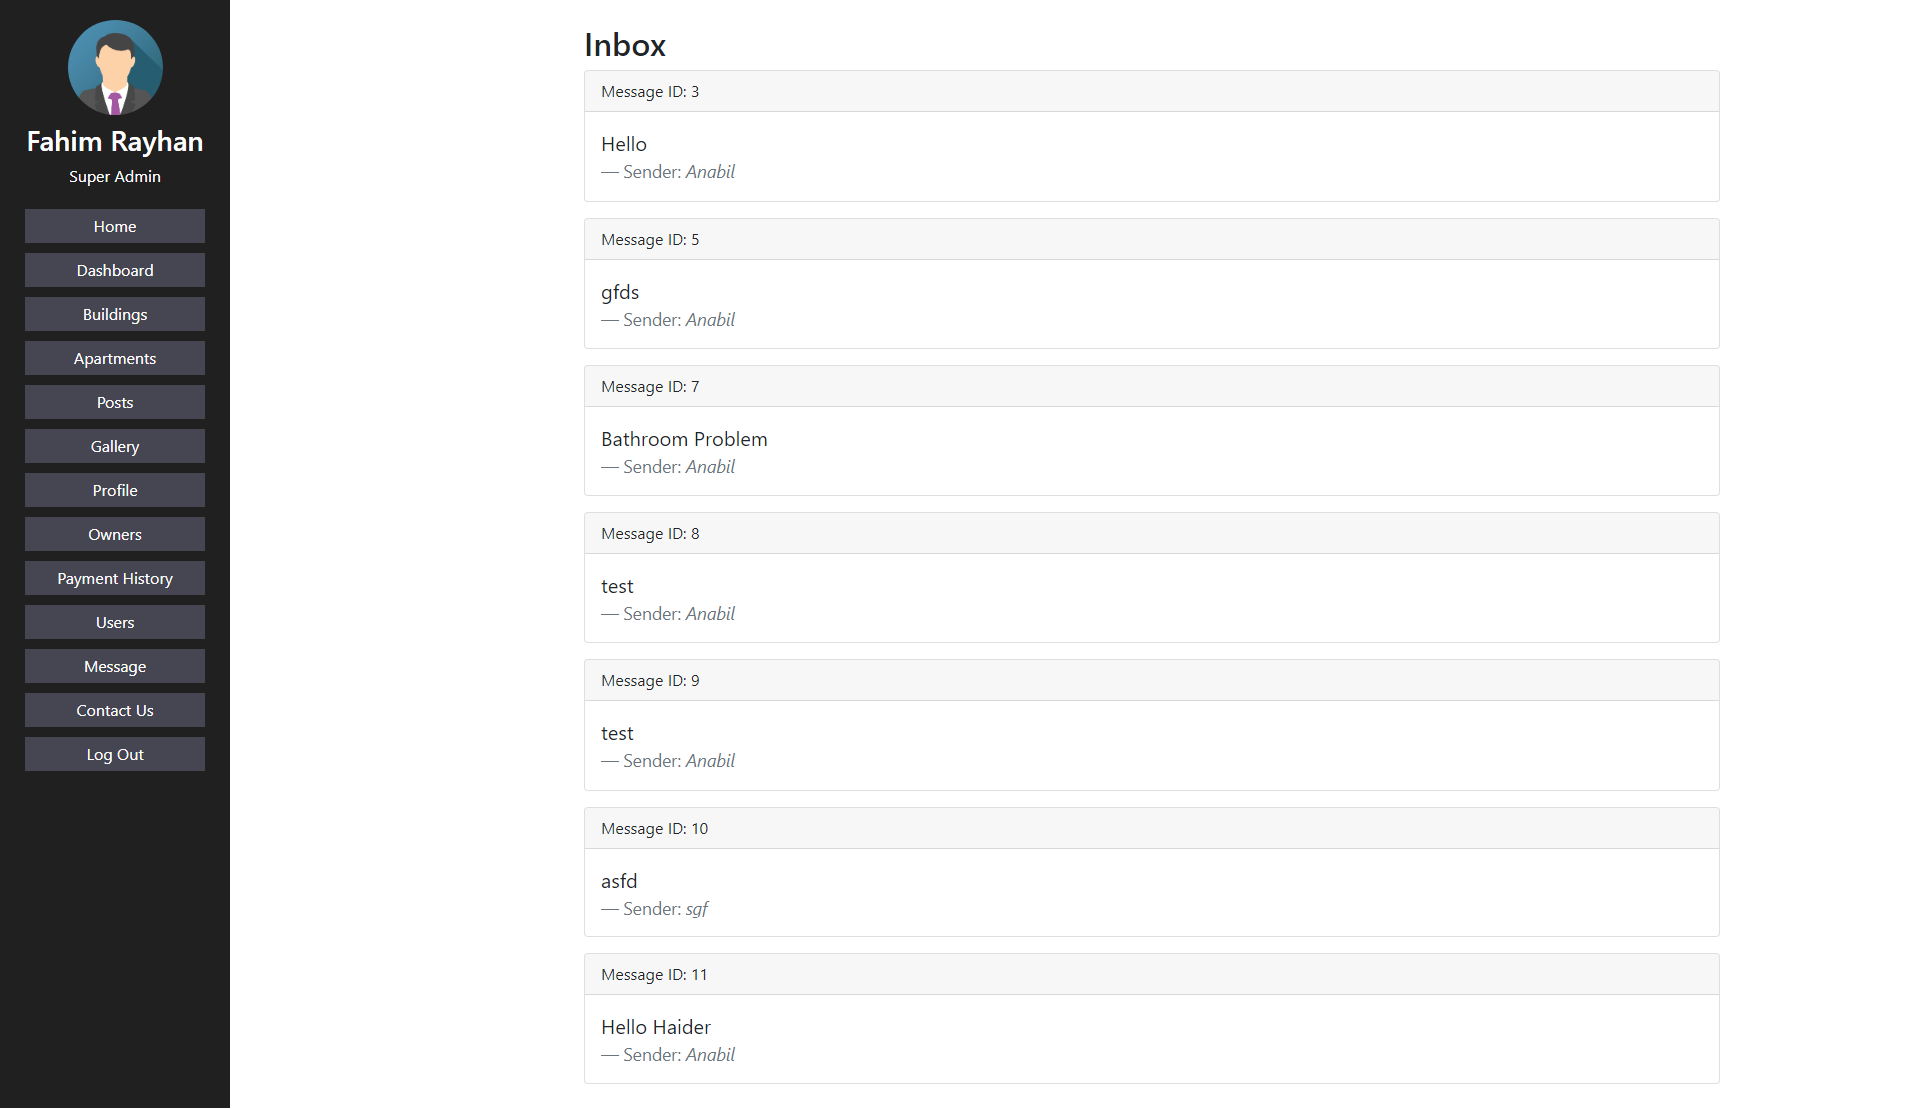 Fahim Rayhan
Super Admin
Home
Dashboard
Buildings
Apartments
Posts
Gallery
Profile
Owners
Payment History
Users
Message
Contact Us
Log Out
Inbox
Message ID: 3
Hello
— Sender: Anabil
Message ID: 5
gfds
— Sender: Anabil
Message ID: 7
Bathroom Problem
— Sender: Anabil
Message ID: 8
test
— Sender: Anabil
Message ID: 9
test
— Sender: Anabil
Message ID: 10
asfd
— Sender: sgf
Message ID: 11
Hello Haider
— Sender: Anabil